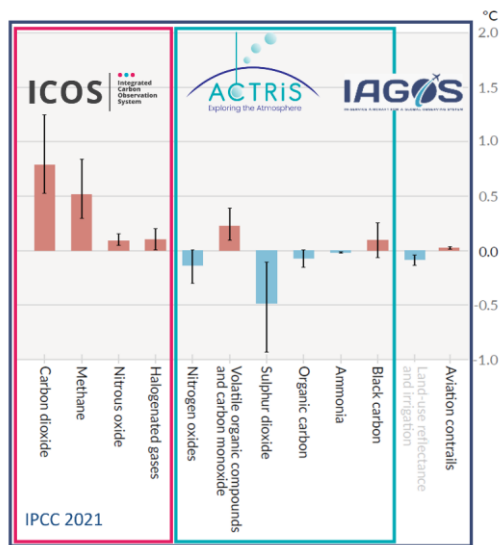 °C
2.0
1.5
1.0
0.5
0.0
-0.5
-1.0
ICOS
Integrated
Carbon
Observation
System
ACTRiS
Exploring the Atmosphere
IAGOS
Carbon dioxide
Methane
Nitrous oxide
Halogenated gases
Nitrogen oxides
Volatile organic compounds
and carbon monoxide
Sulphur dioxide
Organic carbon
Ammonia
Black carbon
Land-use reflectance
and irrigation
Aviation contrails
IPCC 2021